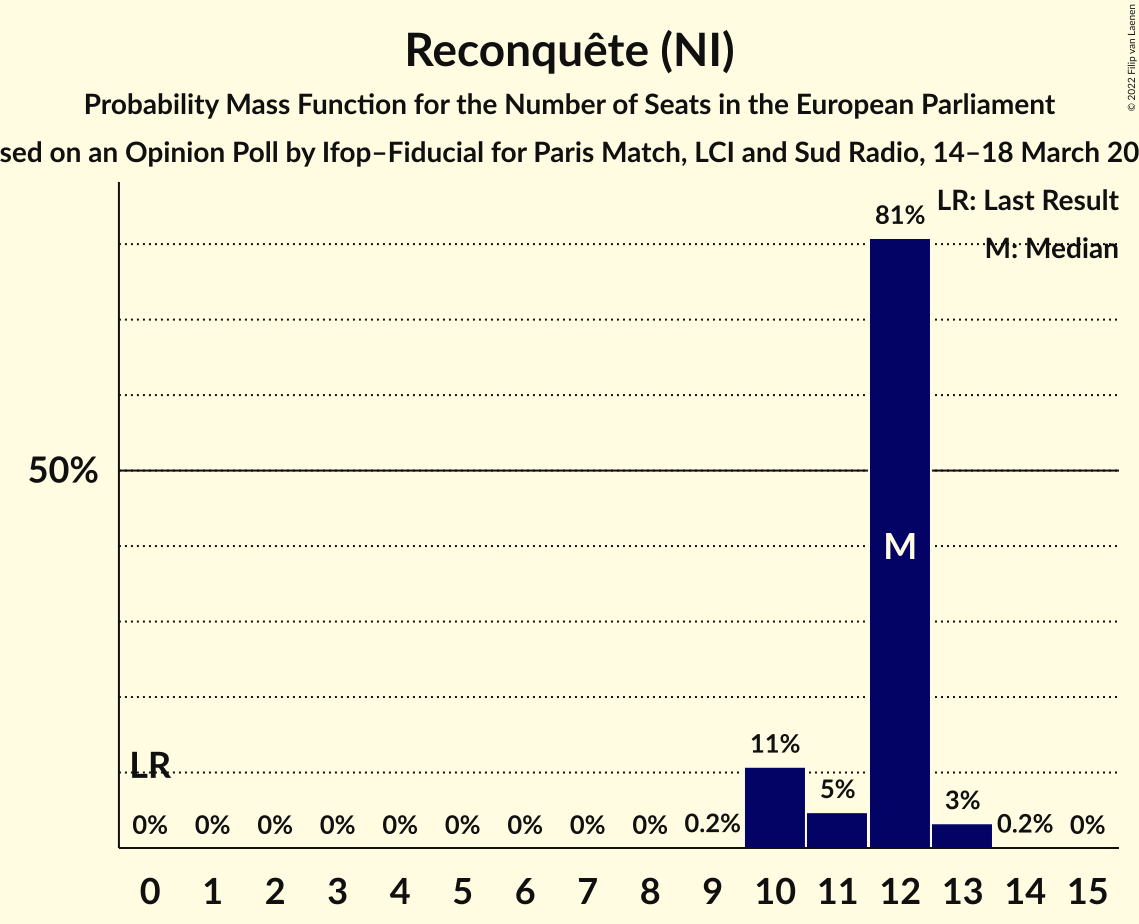 Reconquête (NI)
Probability Mass Function for the Number of Seats in the European Parliament
sed on an Opinion Poll by Ifop–Fiducial for Paris Match, LCI and Sud Radio, 14–18 March 20
© 2022 Filip van Laenen
LR: Last Result
M: Median
81%
50%
M
LR
11%
5%
3%
0% 0% 0% 0% 0% 0% 0% 0% 0% 0.2% 0.2% 0%
0 1 2 3 4 5 6 7 8 9 10 11 12 13 14 15